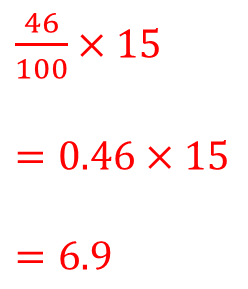 46/100 × 15
= 0.46 × 15
= 6.9